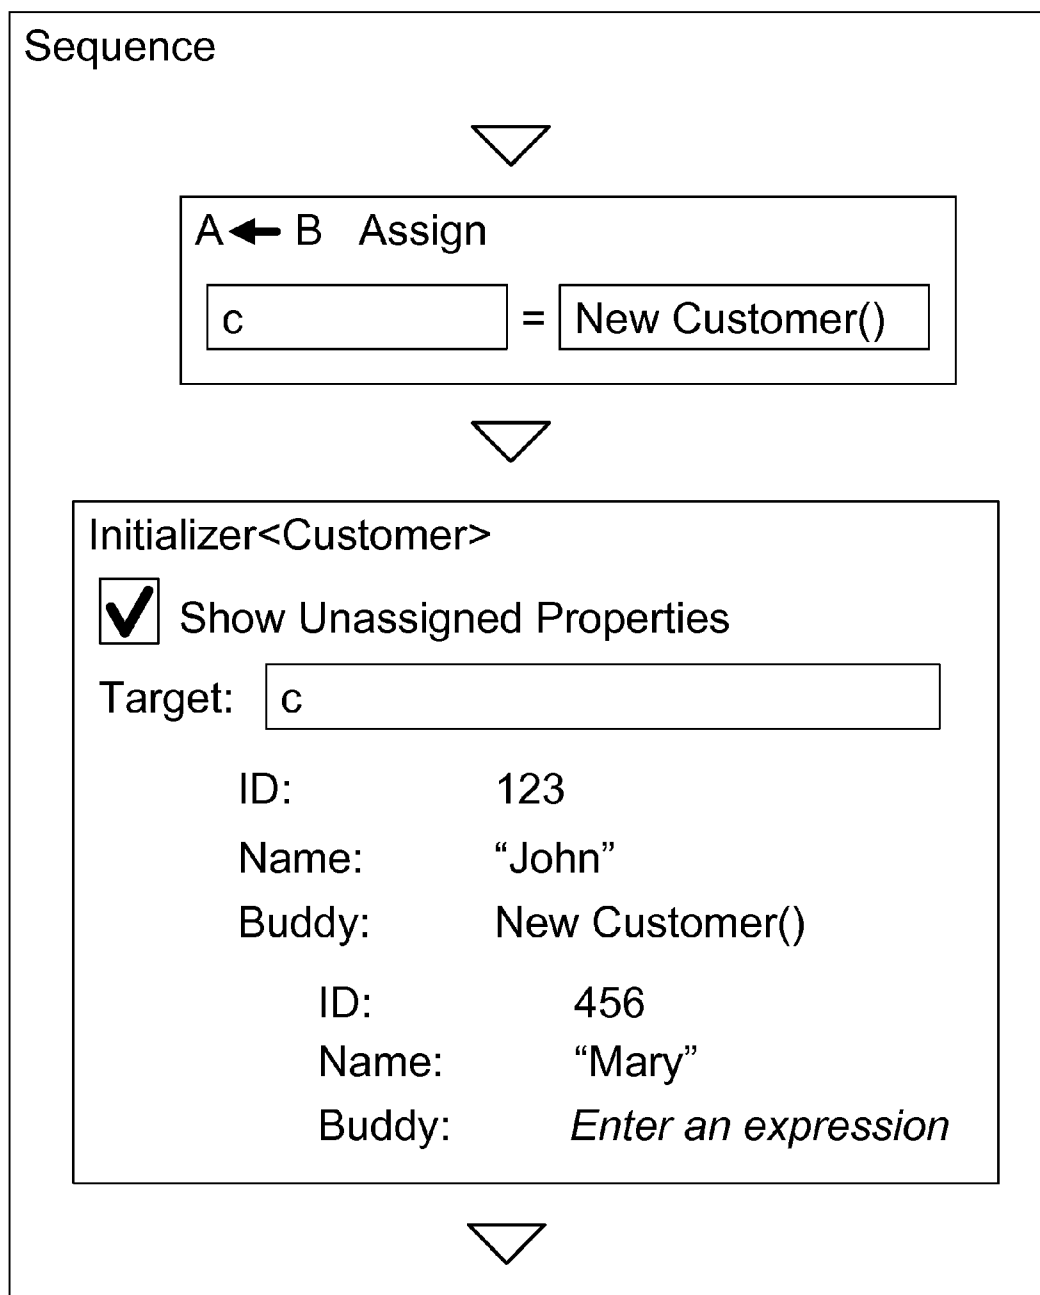 Sequence
A B Assign
c = New Customer()
Initializer<Customer>
Show Unassigned Properties
Target: c
ID: 123
Name: “John”
Buddy: New Customer()
ID: 456
Name: “Mary”
Buddy: Enter an expression